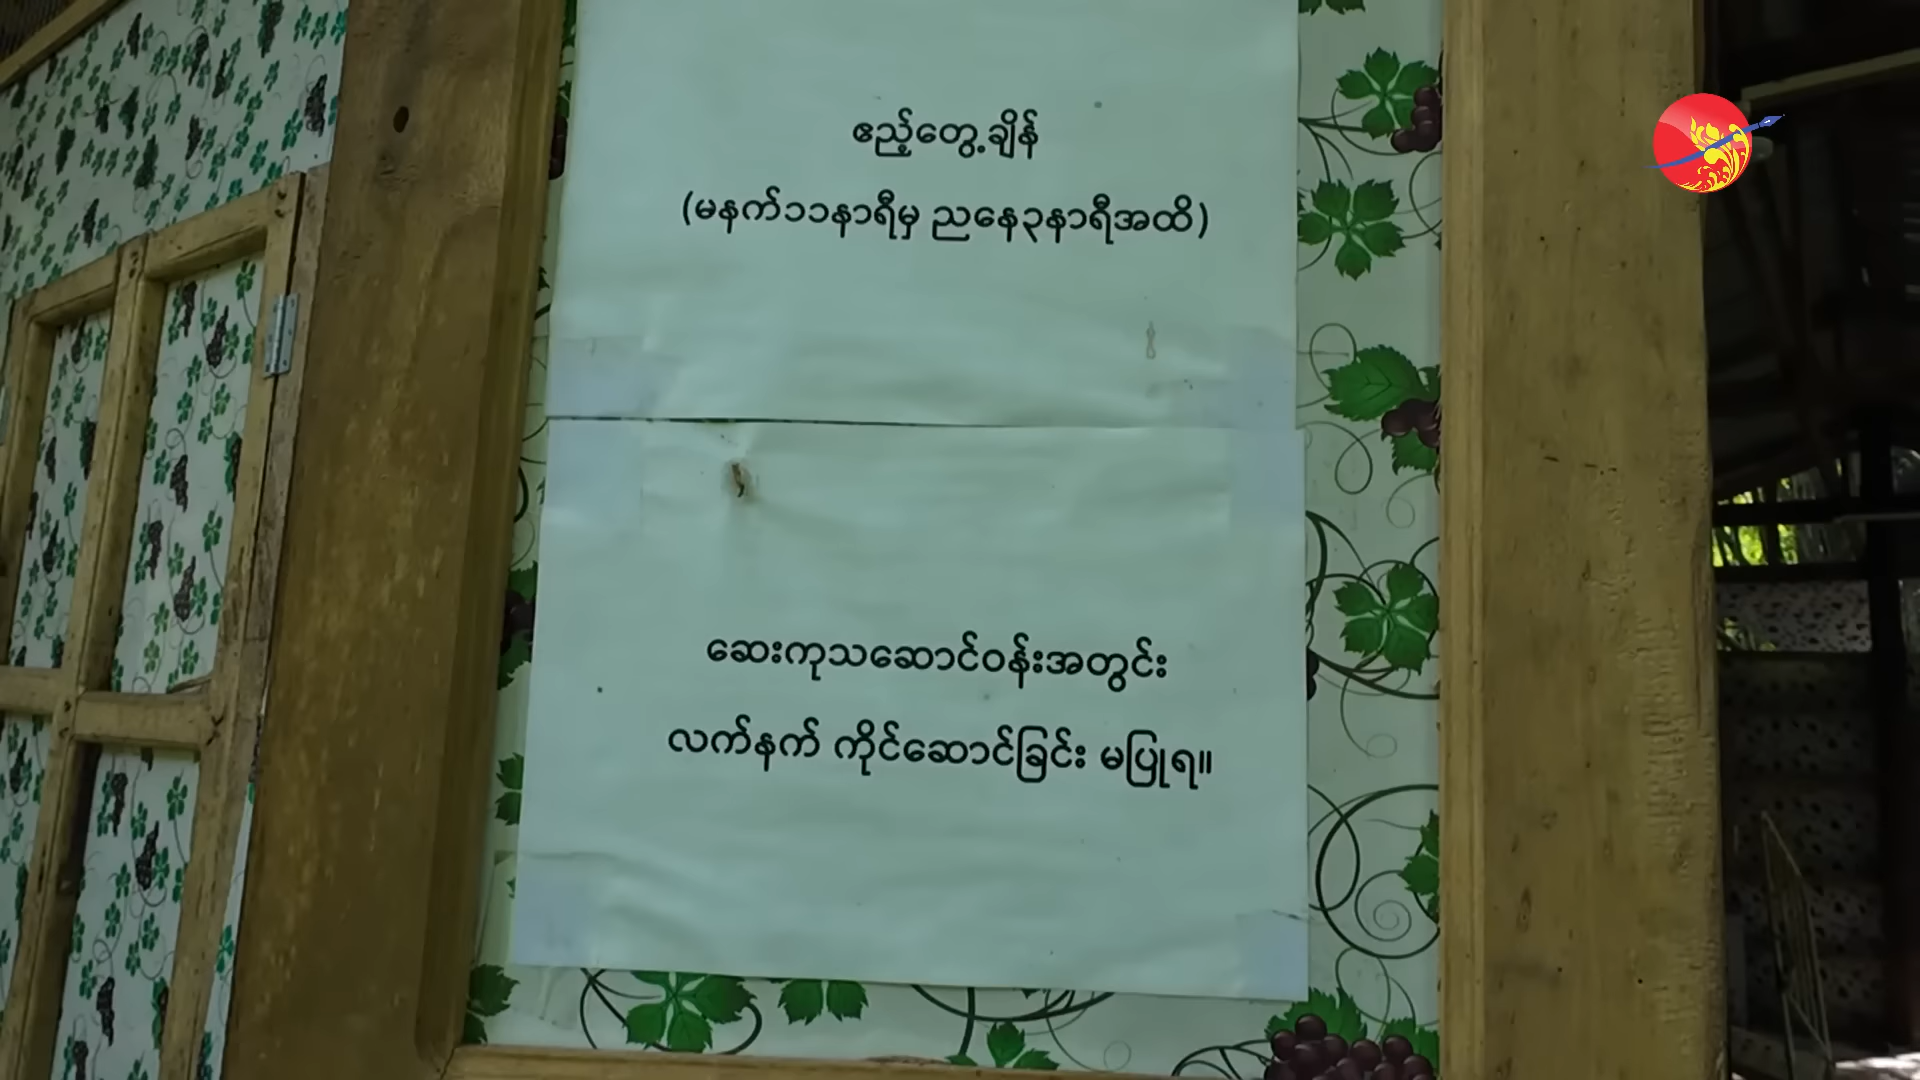 ဧည့်တွေ့ချိန်
(မနက်၁၁နာရီမှ ညနေ၃နာရီအထိ)
ဆေးကုသဆောင်ဝန်းအတွင်း
လက်နက် ကိုင်ဆောင်ခြင်း မပြုရ။